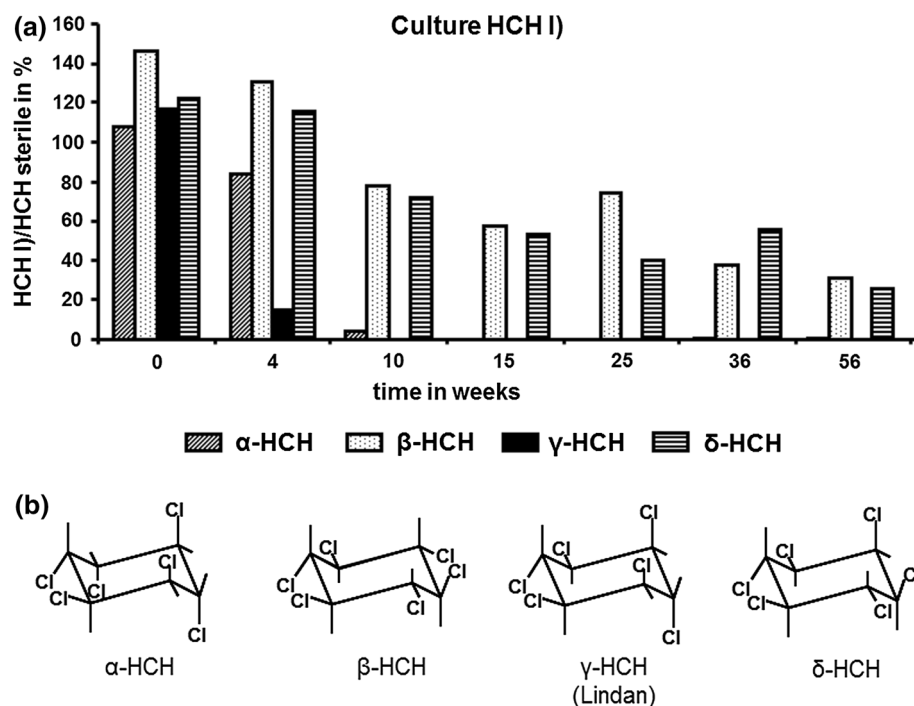 (a)
Culture HCH I)
HCH I)/HCH sterile in %
160
140
120
100
80
60
40
20
0
0 4 10 15 25 36 56
time in weeks
α-HCH β-HCH γ-HCH δ-HCH
(b)
Cl Cl Cl Cl Cl Cl
α-HCH
Cl Cl Cl Cl Cl Cl
β-HCH
Cl Cl Cl Cl Cl Cl
γ-HCH
(Lindan)
Cl Cl Cl Cl Cl Cl
δ-HCH